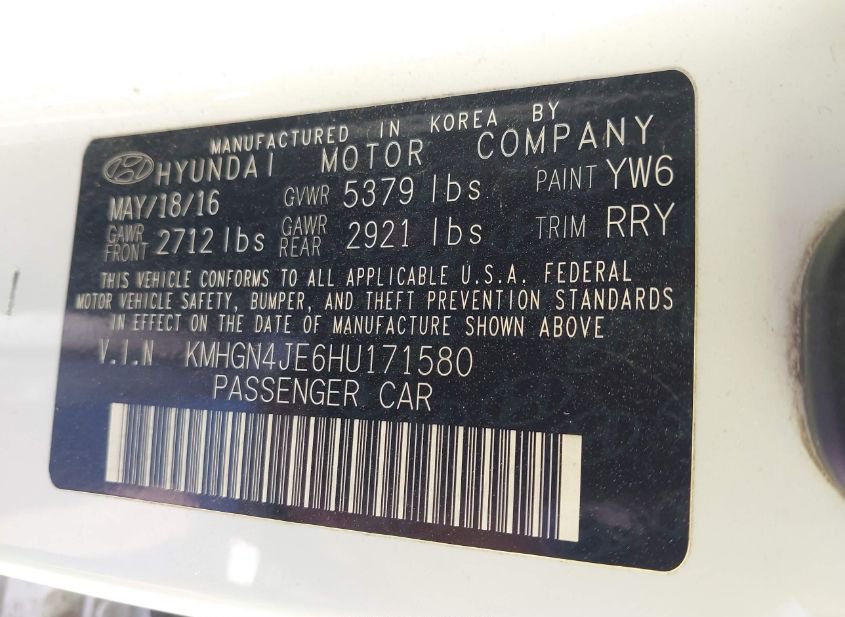 MANUFACTURED IN KOREA BY
HYUNDAI MOTOR COMPANY
MAY/18/16 GVWR 5379 lbs PAINT YW6
GAWR FRONT 2712 lbs GAWR REAR 2921 lbs TRIM RRY
THIS VEHICLE CONFORMS TO ALL APPLICABLE U.S.A. FEDERAL
MOTOR VEHICLE SAFETY, BUMPER, AND THEFT PREVENTION STANDARDS
IN EFFECT ON THE DATE OF MANUFACTURE SHOWN ABOVE
V.I.N KMHGN4JE6HU171580
PASSENGER CAR